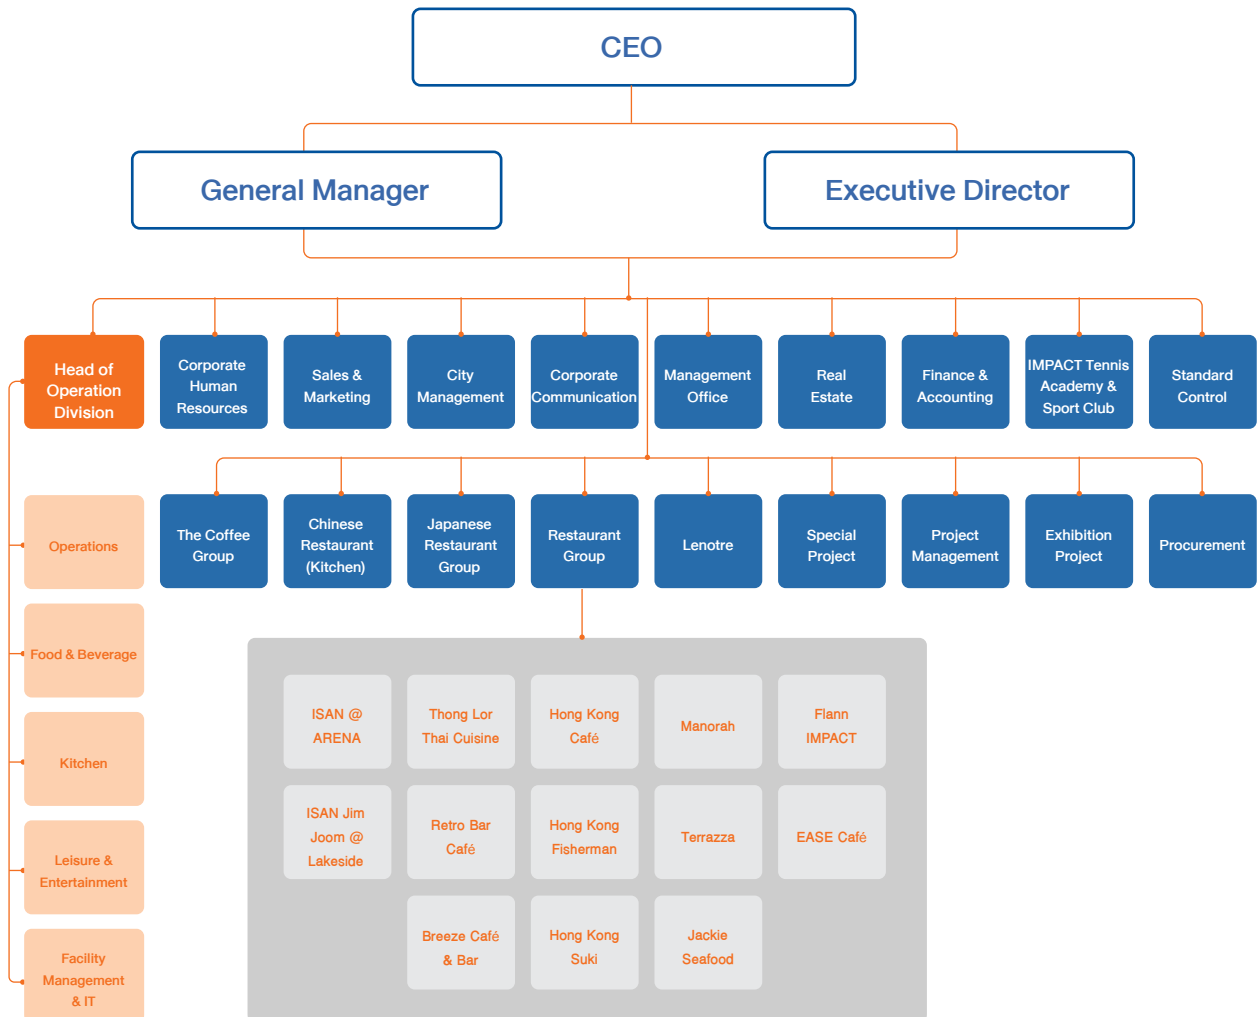 CEO
General Manager
Executive Director
Head of
Operation
Division
Corporate
Human
Resources
Sales &
Marketing
City
Management
Corporate
Communication
Management
Office
Real
Estate
Finance &
Accounting
IMPACT Tennis
Academy &
Sport Club
Standard
Control
Operations
The Coffee
Group
Chinese
Restaurant
(Kitchen)
Japanese
Restaurant
Group
Restaurant
Group
Lenotre
Special
Project
Project
Management
Exhibition
Project
Procurement
Food & Beverage
Kitchen
Leisure &
Entertainment
Facility
Management
& IT
ISAN @
ARENA
Thong Lor
Thai Cuisine
Hong Kong
Café
Manorah
Flann
IMPACT
ISAN Jim
Joom @
Lakeside
Retro Bar
Café
Hong Kong
Fisherman
Terrazza
EASE Café
Breeze Café
& Bar
Hong Kong
Suki
Jackie
Seafood